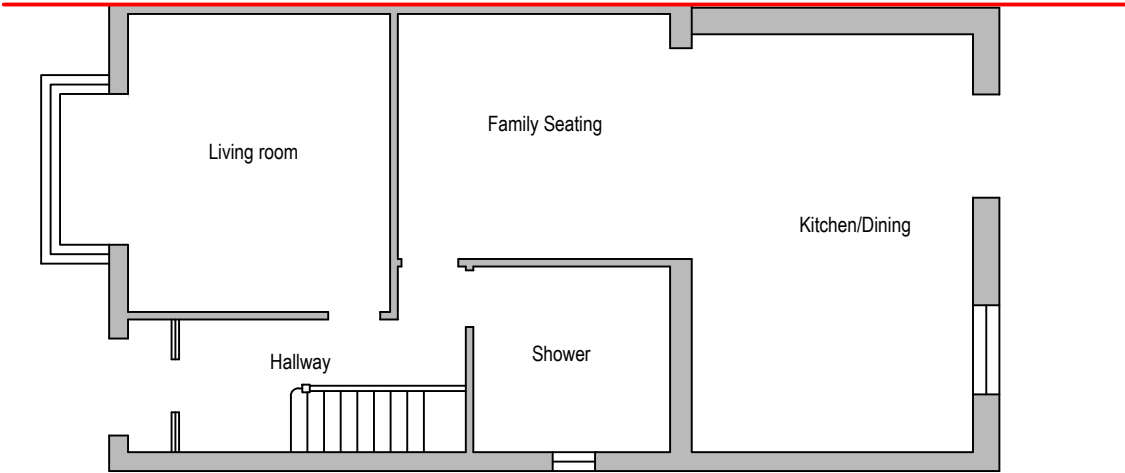 Family Seating
Living room
Kitchen/Dining
Shower
Hallway